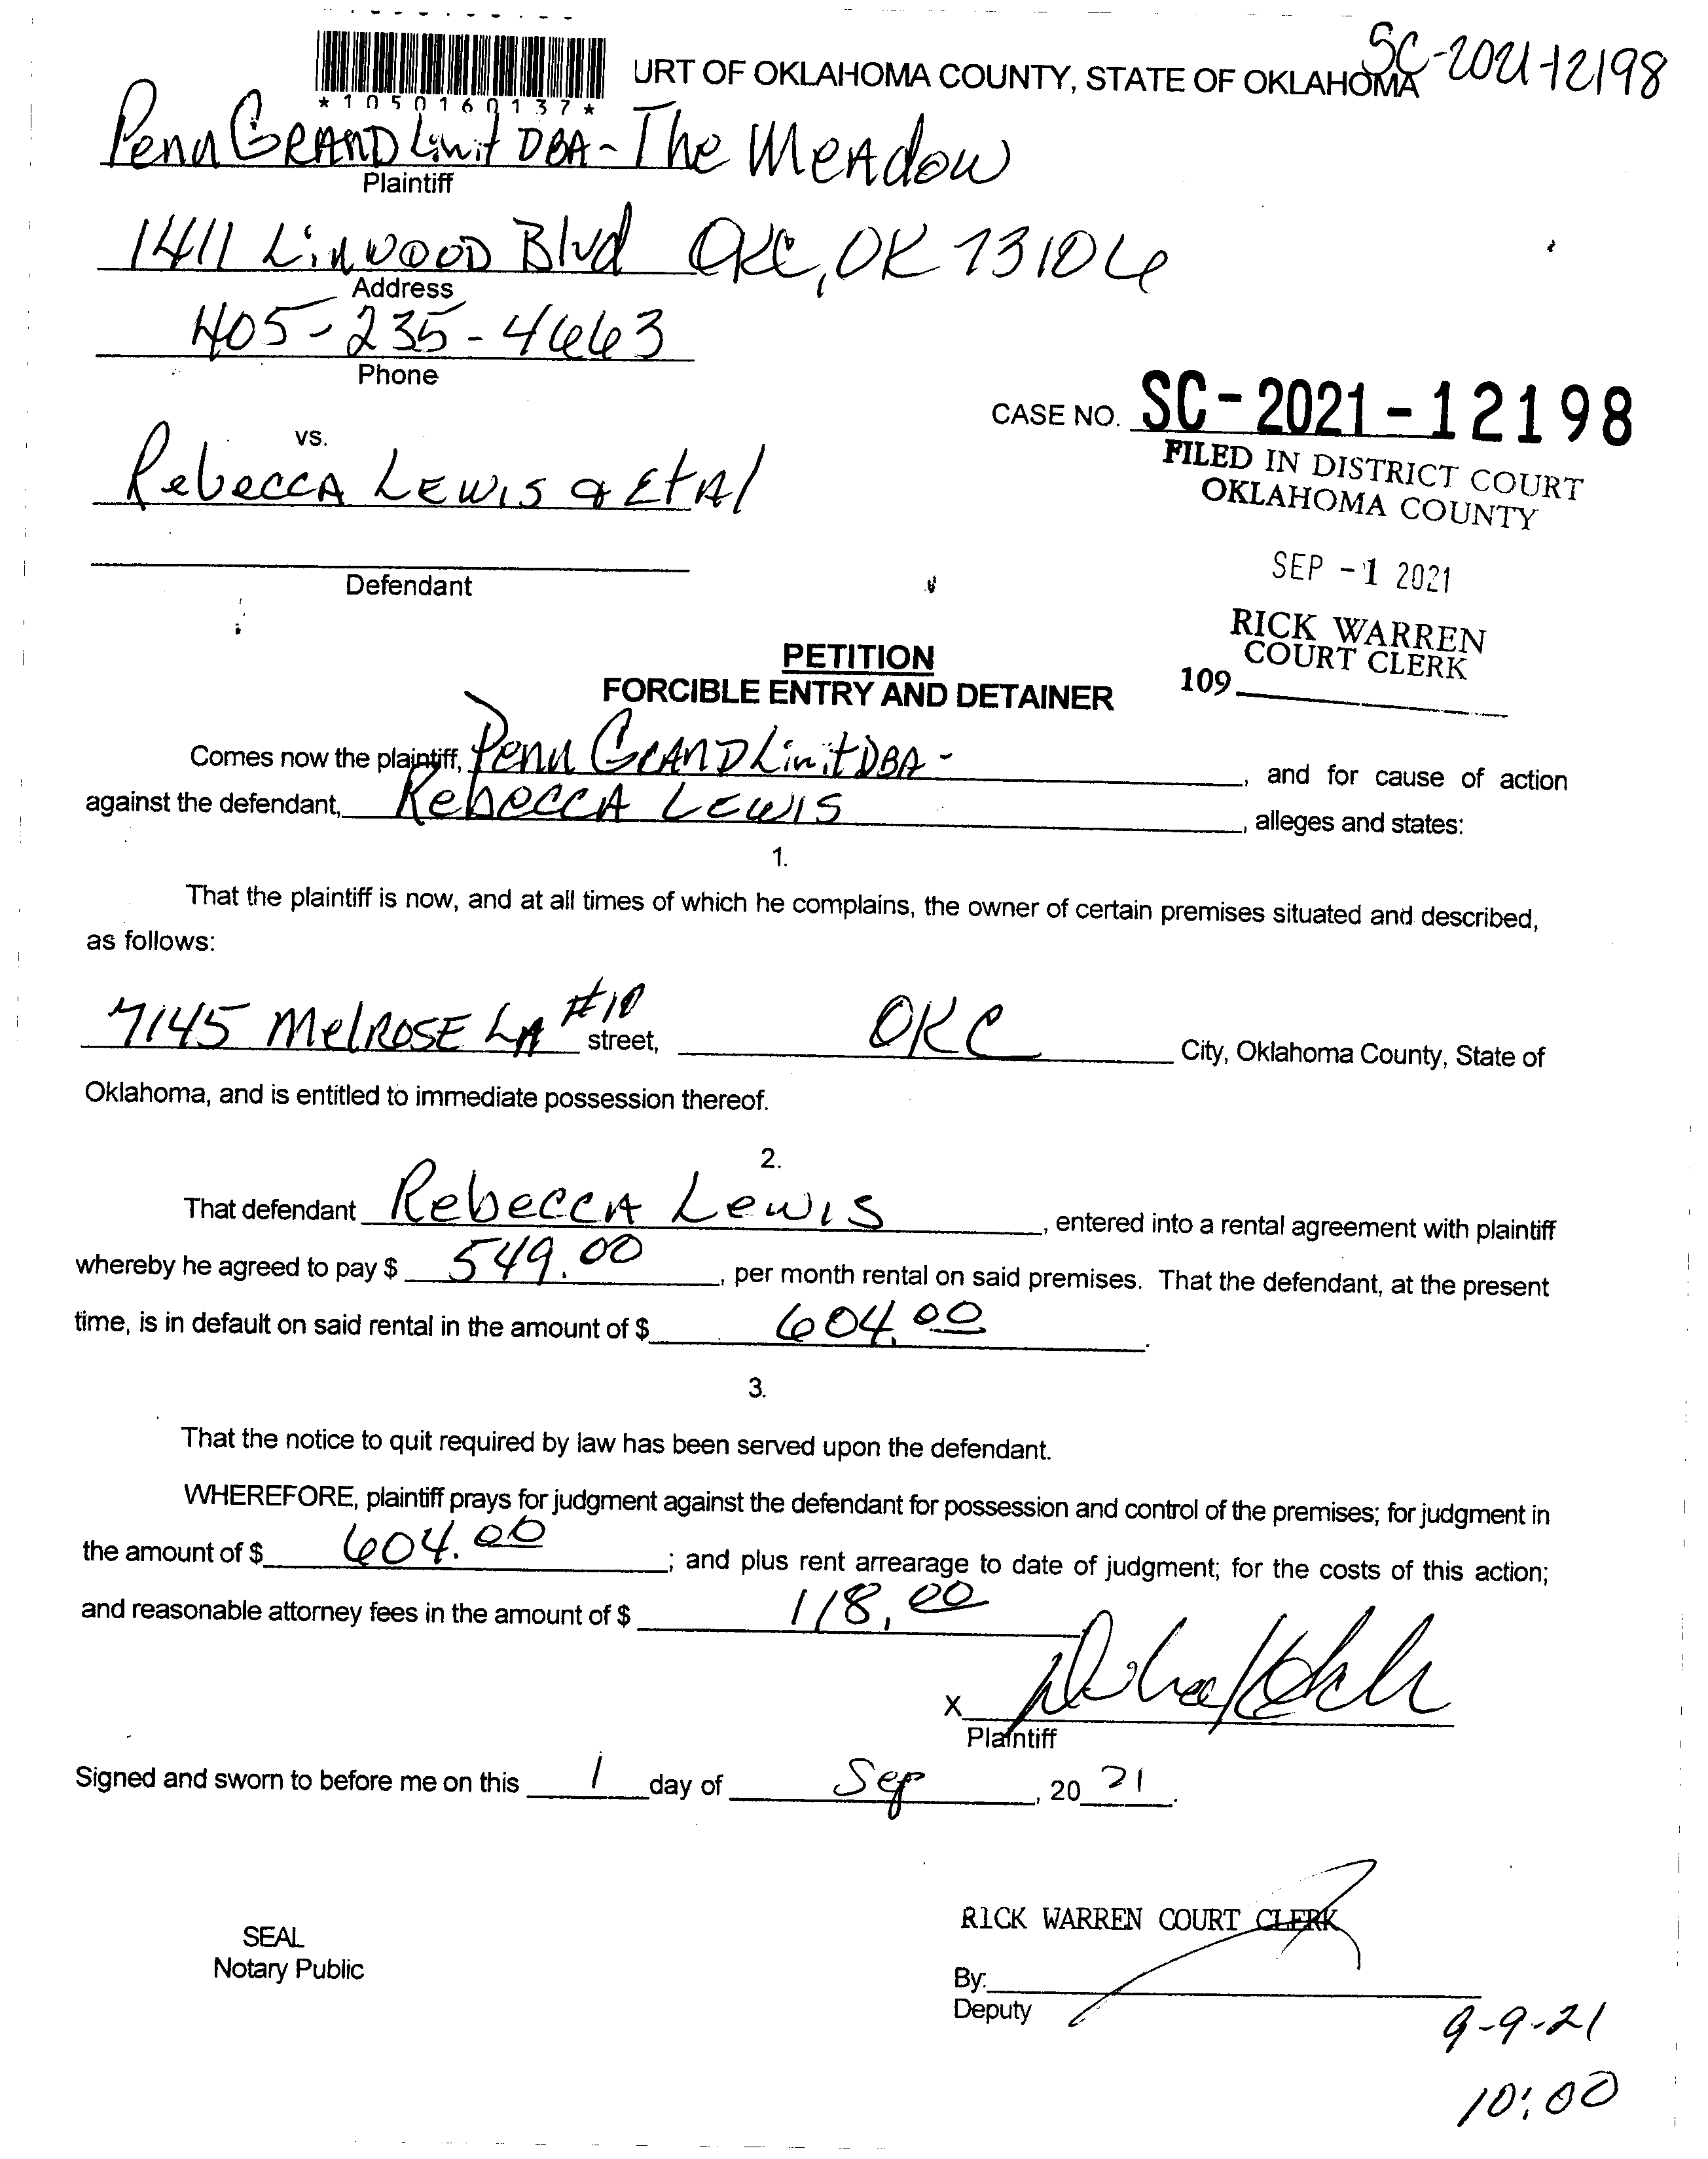 SC-2021-12198
URT OF OKLAHOMA COUNTY, STATE OF OKLAHOMA
*1050160137*
Penn GRAND Limit DBA - The MEAdow
Plaintiff
1411 LinwOOD Blvd OKC, OK 73106
Address
405-235-4663
Phone
CASE NO. SC-2021-12198
FILED IN DISTRICT COURT
OKLAHOMA COUNTY
vs.
RebeccA LEWIS & EtAl
SEP -1 2021
Defendant
RICK WARREN
COURT CLERK
109
PETITION
FORCIBLE ENTRY AND DETAINER
Comes now the plaintiff, Penn GrAND Limit DBA - , and for cause of action
against the defendant, RebeccA LEWIS , alleges and states:
1.
That the plaintiff is now, and at all times of which he complains, the owner of certain premises situated and described,
as follows:
7145 MelROSE LA #10 street, OKC City, Oklahoma County, State of
Oklahoma, and is entitled to immediate possession thereof.
2.
That defendant RebeccA LewIS , entered into a rental agreement with plaintiff
whereby he agreed to pay $ 549.00 , per month rental on said premises. That the defendant, at the present
time, is in default on said rental in the amount of $ 604.00 .
3.
That the notice to quit required by law has been served upon the defendant.
WHEREFORE, plaintiff prays for judgment against the defendant for possession and control of the premises; for judgment in
the amount of $ 604.00 ; and plus rent arrearage to date of judgment; for the costs of this action;
and reasonable attorney fees in the amount of $ 118.00
X
Plaintiff
Signed and sworn to before me on this 1 day of Sep , 20 21 .
RICK WARREN COURT CLERK
SEAL
Notary Public
By:
Deputy
9-9-21
10:00